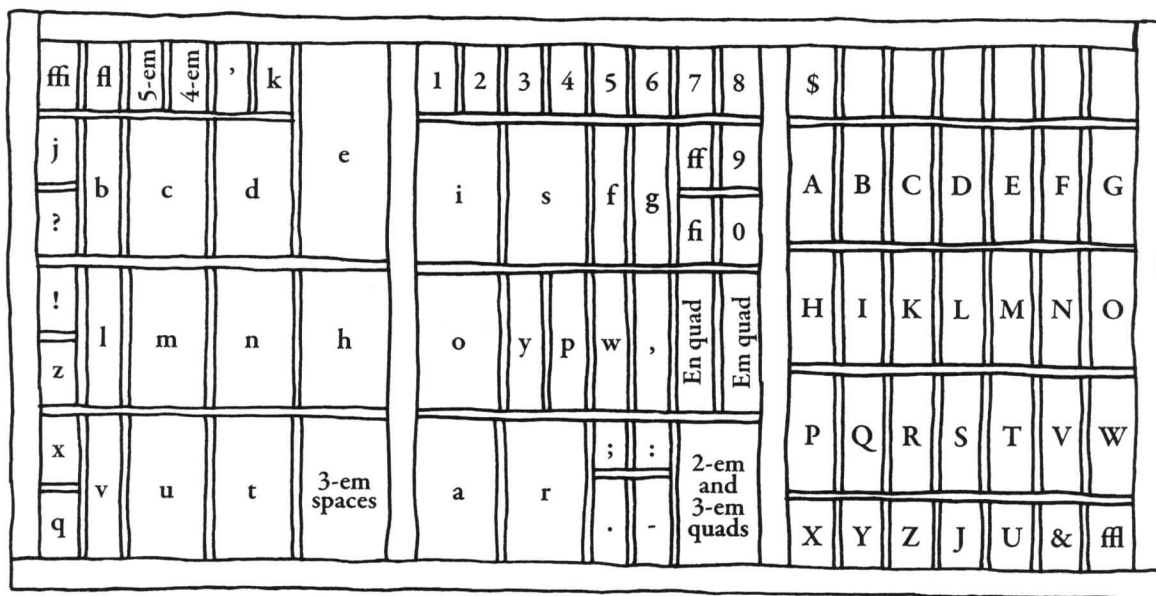 ffi fl 5-em 4-em ’ k
e
j
b c d
?
!
l m n h
z
x
v u t
3-em
spaces
q
1 2 3 4 5 6 7 8
i s f g
ff 9
fi 0
o y p w , En quad Em quad
a r
; :
. -
2-em
and
3-em
quads
$
A B C D E F G
H I K L M N O
P Q R S T V W
X Y Z J U & ffl